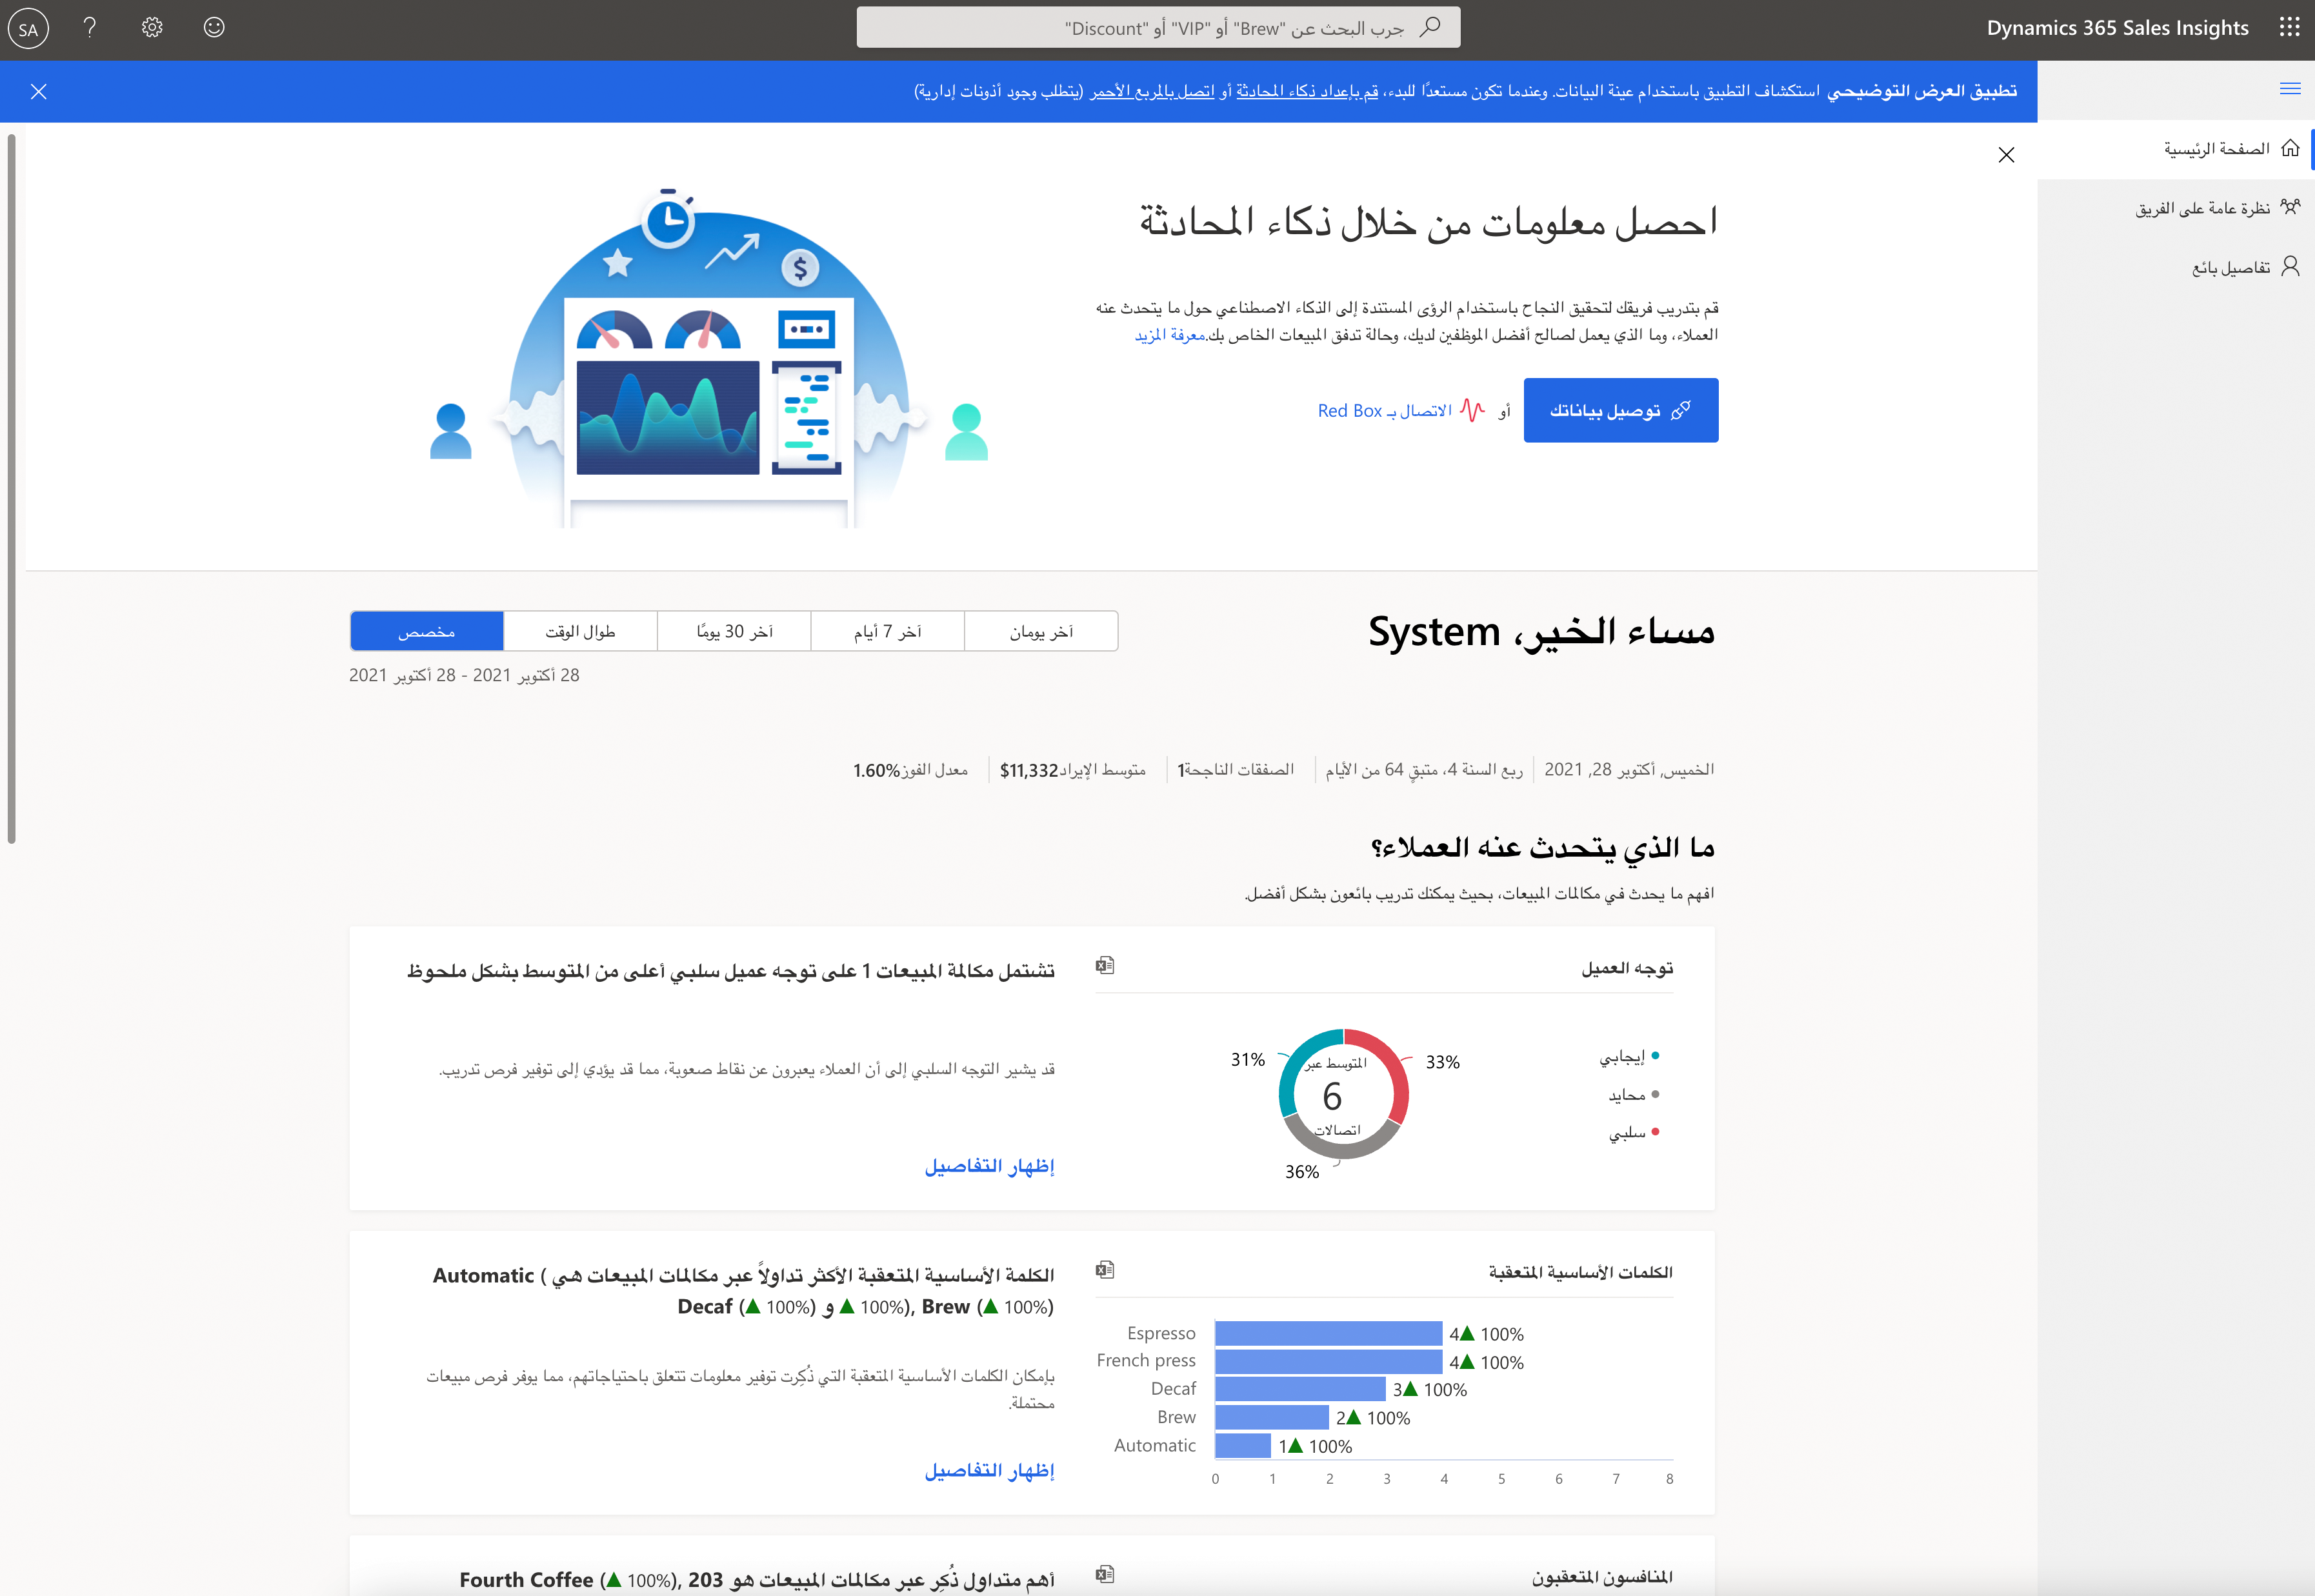 Dynamics 365 Sales Insights
جرب البحث عن "Brew" أو "VIP" أو "Discount"
SA
تطبيق العرض التوضيحي استكشاف التطبيق باستخدام عينة البيانات. وعندما تكون مستعدًا للبدء، قم بإعداد ذكاء المحادثة أو اتصل بالمربع الأحمر (يتطلب وجود أذونات إدارية)
الصفحة الرئيسية
نظرة عامة على الفريق
تفاصيل بائع
احصل معلومات من خلال ذكاء المحادثة
قم بتدريب فريقك لتحقيق النجاح باستخدام الرؤى المستندة إلى الذكاء الاصطناعي حول ما يتحدث عنه
العملاء، وما الذي يعمل لصالح أفضل الموظفين لديك، وحالة تدفق المبيعات الخاص بك.معرفة المزيد
توصيل بياناتك
أو
الاتصال بـ Red Box
مساء الخير، System
آخر يومان
آخر 7 أيام
آخر 30 يومًا
طوال الوقت
مخصص
28 أكتوبر 2021 - 28 أكتوبر 2021
الخميس, أكتوبر 28, 2021
ربع السنة 4، متبقٍ 64 من الأيام
الصفقات الناجحة1
متوسط الإيراد$11,332
معدل الفوز1.60%
ما الذي يتحدث عنه العملاء؟
افهم ما يحدث في مكالمات المبيعات، بحيث يمكنك تدريب بائعون بشكل أفضل.
توجه العميل
إيجابي
محايد
سلبي
33%
31%
36%
المتوسط عبر
6
اتصالات
تشتمل مكالمة المبيعات 1 على توجه عميل سلبي أعلى من المتوسط بشكل ملحوظ
قد يشير التوجه السلبي إلى أن العملاء يعبرون عن نقاط صعوبة، مما قد يؤدي إلى توفير فرص تدريب.
إظهار التفاصيل
الكلمات الأساسية المتعقبة
Espresso 4▲ 100%
French press 4▲ 100%
Decaf 3▲ 100%
Brew 2▲ 100%
Automatic 1▲ 100%
0 1 2 3 4 5 6 7 8
الكلمة الأساسية المتعقبة الأكثر تداولاً عبر مكالمات المبيعات هي Automatic (
▲ 100%), Brew (▲ 100%) و Decaf (▲ 100%)
بإمكان الكلمات الأساسية المتعقبة التي ذُكِرت توفير معلومات تتعلق باحتياجاتهم، مما يوفر فرص مبيعات
محتملة.
إظهار التفاصيل
المنافسون المتعقبون
أهم متداول ذُكِر عبر مكالمات المبيعات هو Fourth Coffee (▲ 100%), 203